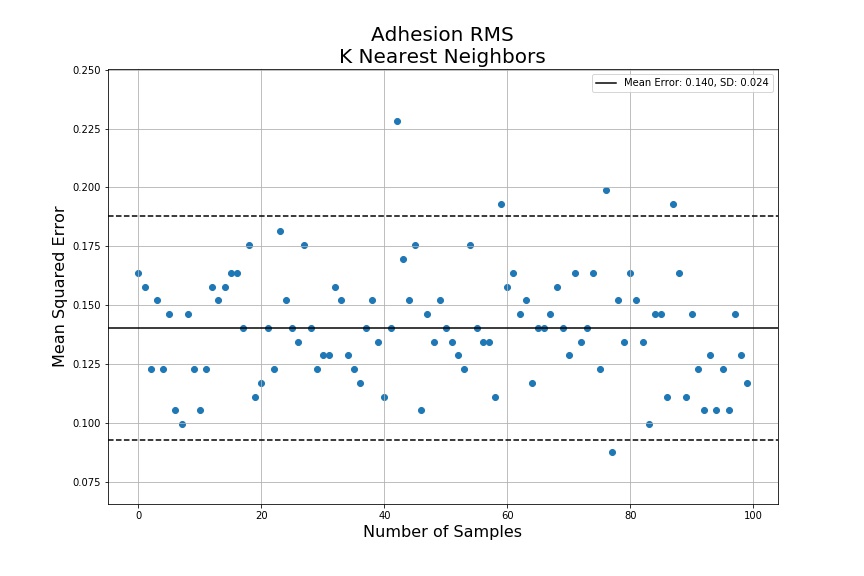 Adhesion RMS
K Nearest Neighbors
Mean Error: 0.140, SD: 0.024
Mean Squared Error
0.250
0.225
0.200
0.175
0.150
0.125
0.100
0.075
0
20
40
60
80
100
Number of Samples